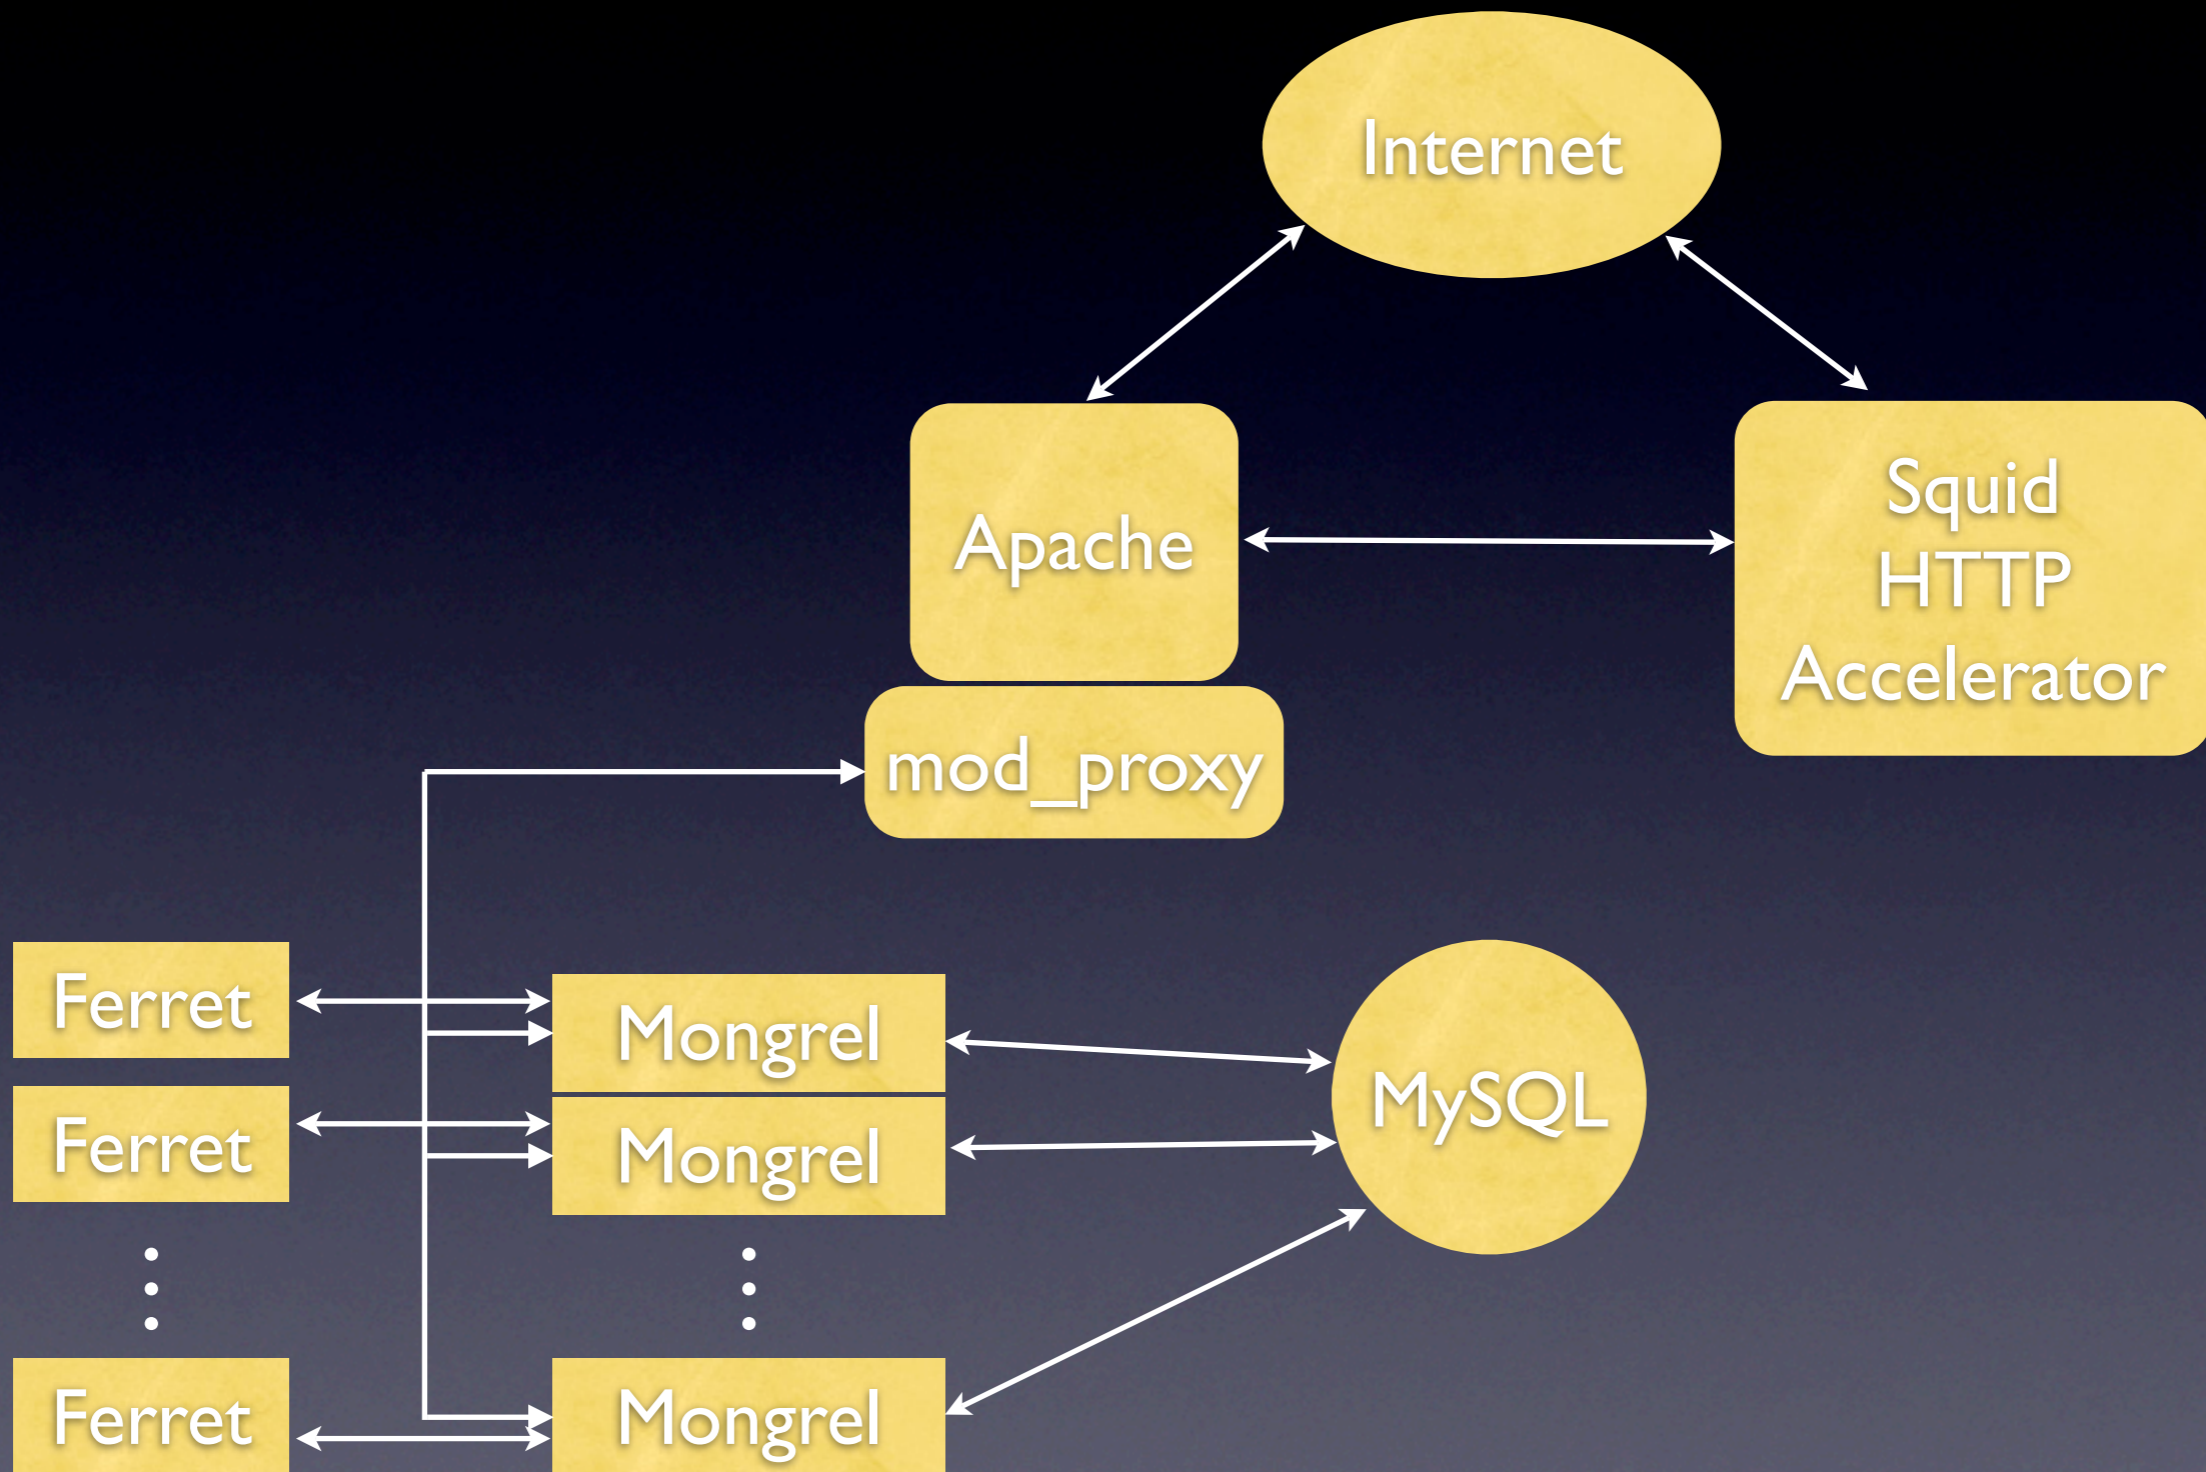 Internet
Apache
Squid
HTTP
Accelerator
mod_proxy
Ferret
Mongrel
Ferret
Mongrel
MySQL
Ferret
Mongrel